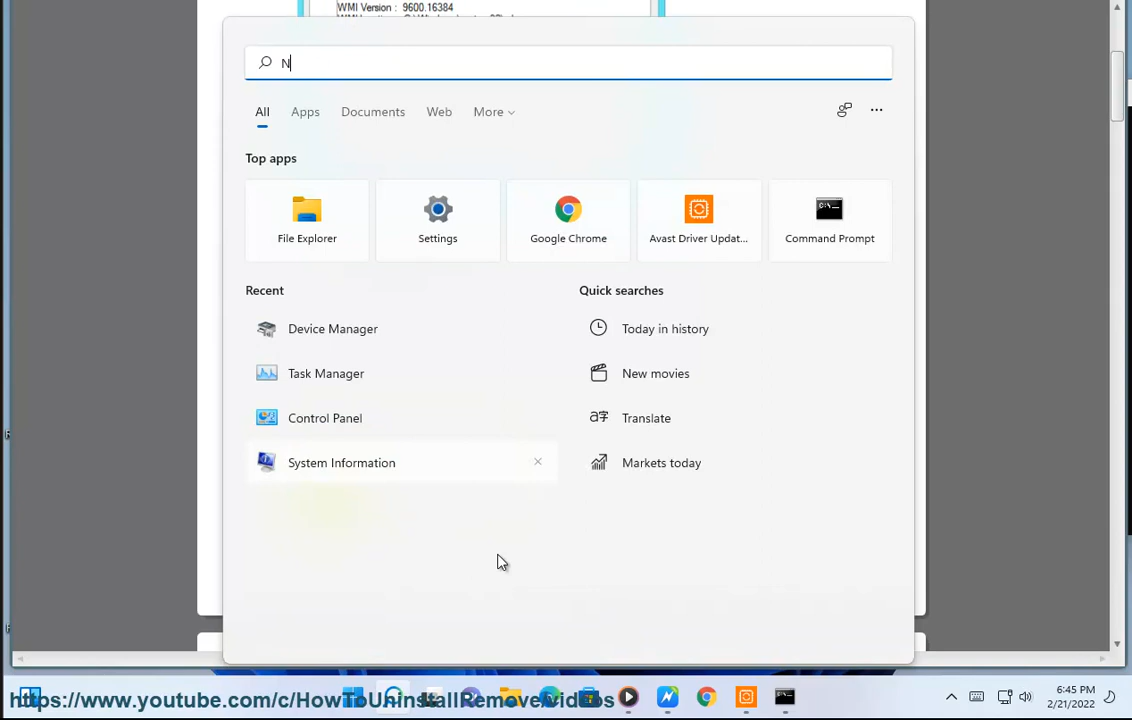 WMI Version : 9600.16384
N
All Apps Documents Web More
Top apps
File Explorer
Settings
Google Chrome
Avast Driver Updat...
Command Prompt
Recent
Quick searches
Device Manager
Today in history
Task Manager
New movies
Control Panel
Translate
System Information
Markets today
https://www.youtube.com/c/HowToUninstallRemove/videos
6:45 PM
2/21/2022